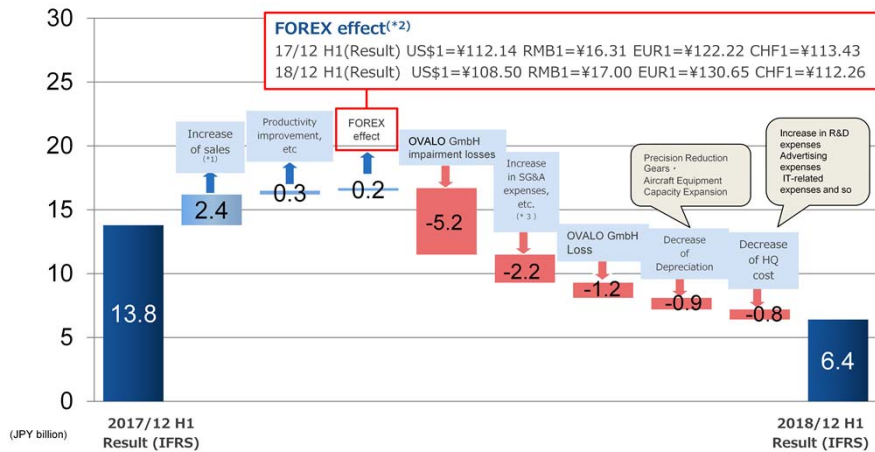 30
25
20
15
10
5
0
(JPY billion)
FOREX effect(*2)
17/12 H1(Result) US$1=¥112.14 RMB1=¥16.31 EUR1=¥122.22 CHF1=¥113.43
18/12 H1(Result) US$1=¥108.50 RMB1=¥17.00 EUR1=¥130.65 CHF1=¥112.26
13.8
2017/12 H1
Result (IFRS)
Increase
of sales
(*1)
2.4
Productivity
improvement,
etc
0.3
FOREX
effect
0.2
OVALO GmbH
impairment losses
-5.2
Increase
in SG&A
expenses,
etc.
(*3)
-2.2
OVALO GmbH
Loss
-1.2
Precision Reduction
Gears・
Aircraft Equipment
Capacity Expansion
Decrease
of
Depreciation
-0.9
Increase in R&D
expenses
Advertising
expenses
IT-related
expenses and so
Decrease
of HQ
cost
-0.8
6.4
2018/12 H1
Result (IFRS)